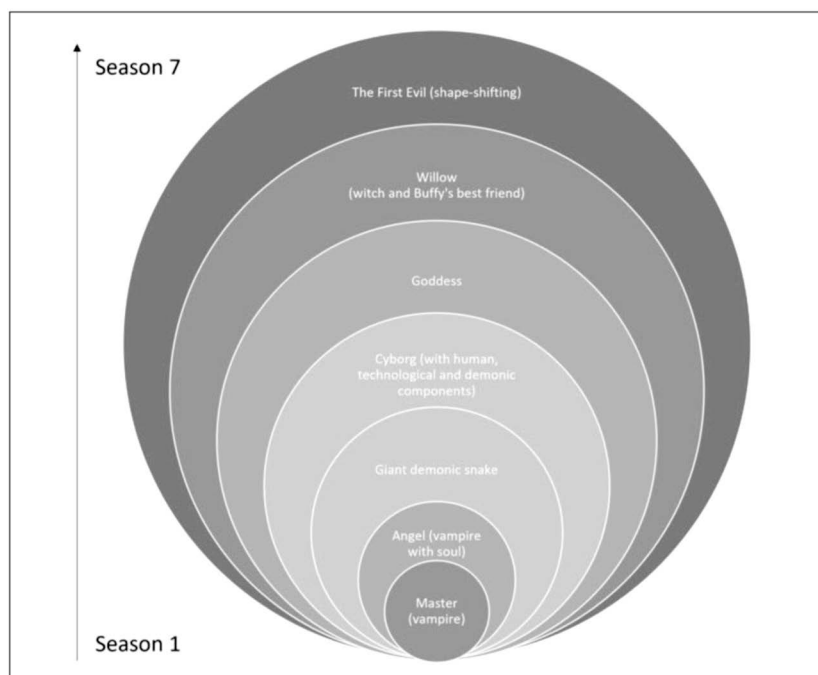 Season 7
The First Evil (shape-shifting)
Willow
(witch and Buffy's best friend)
Goddess
Cyborg (with human,
technological and demonic
components)
Giant demonic snake
Angel (vampire
with soul)
Master
(vampire)
Season 1